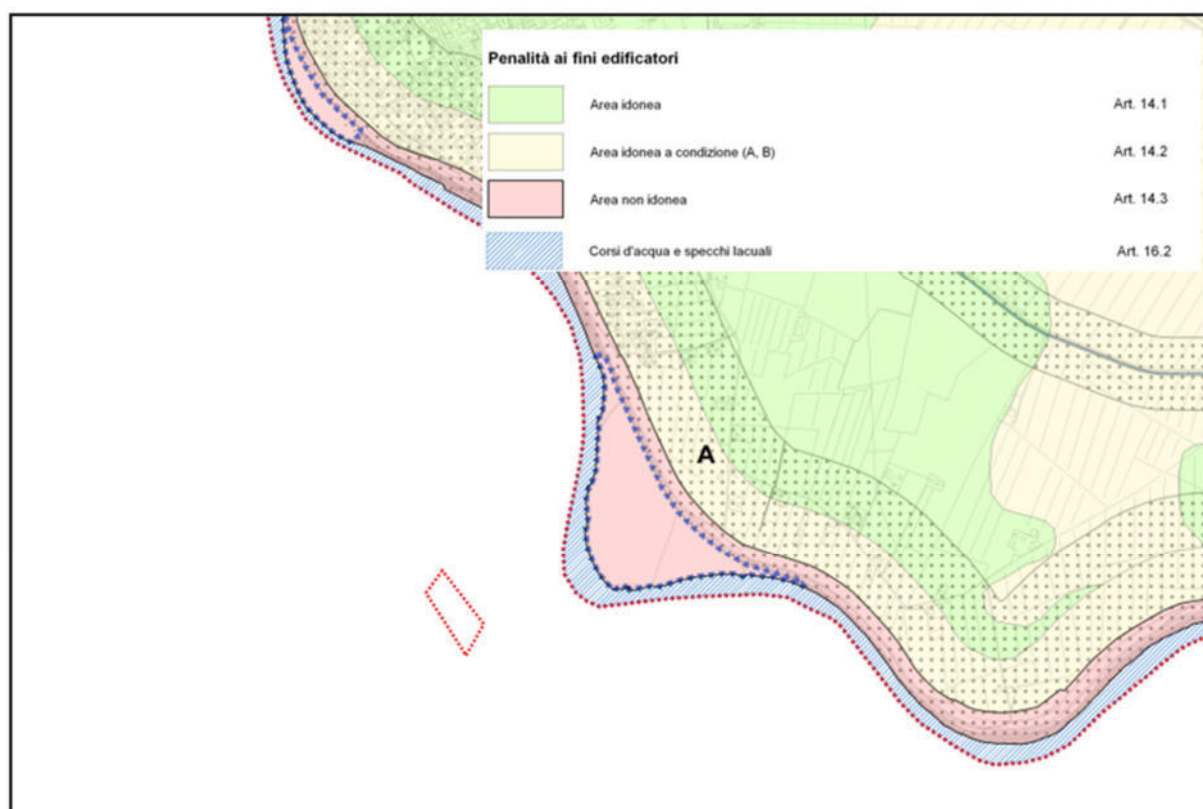 Penalità ai fini edificatori
Area idonea Art. 14.1
Area idonea a condizione (A, B) Art. 14.2
Area non idonea Art. 14.3
Corsi d'acqua e specchi lacuali Art. 16.2
A